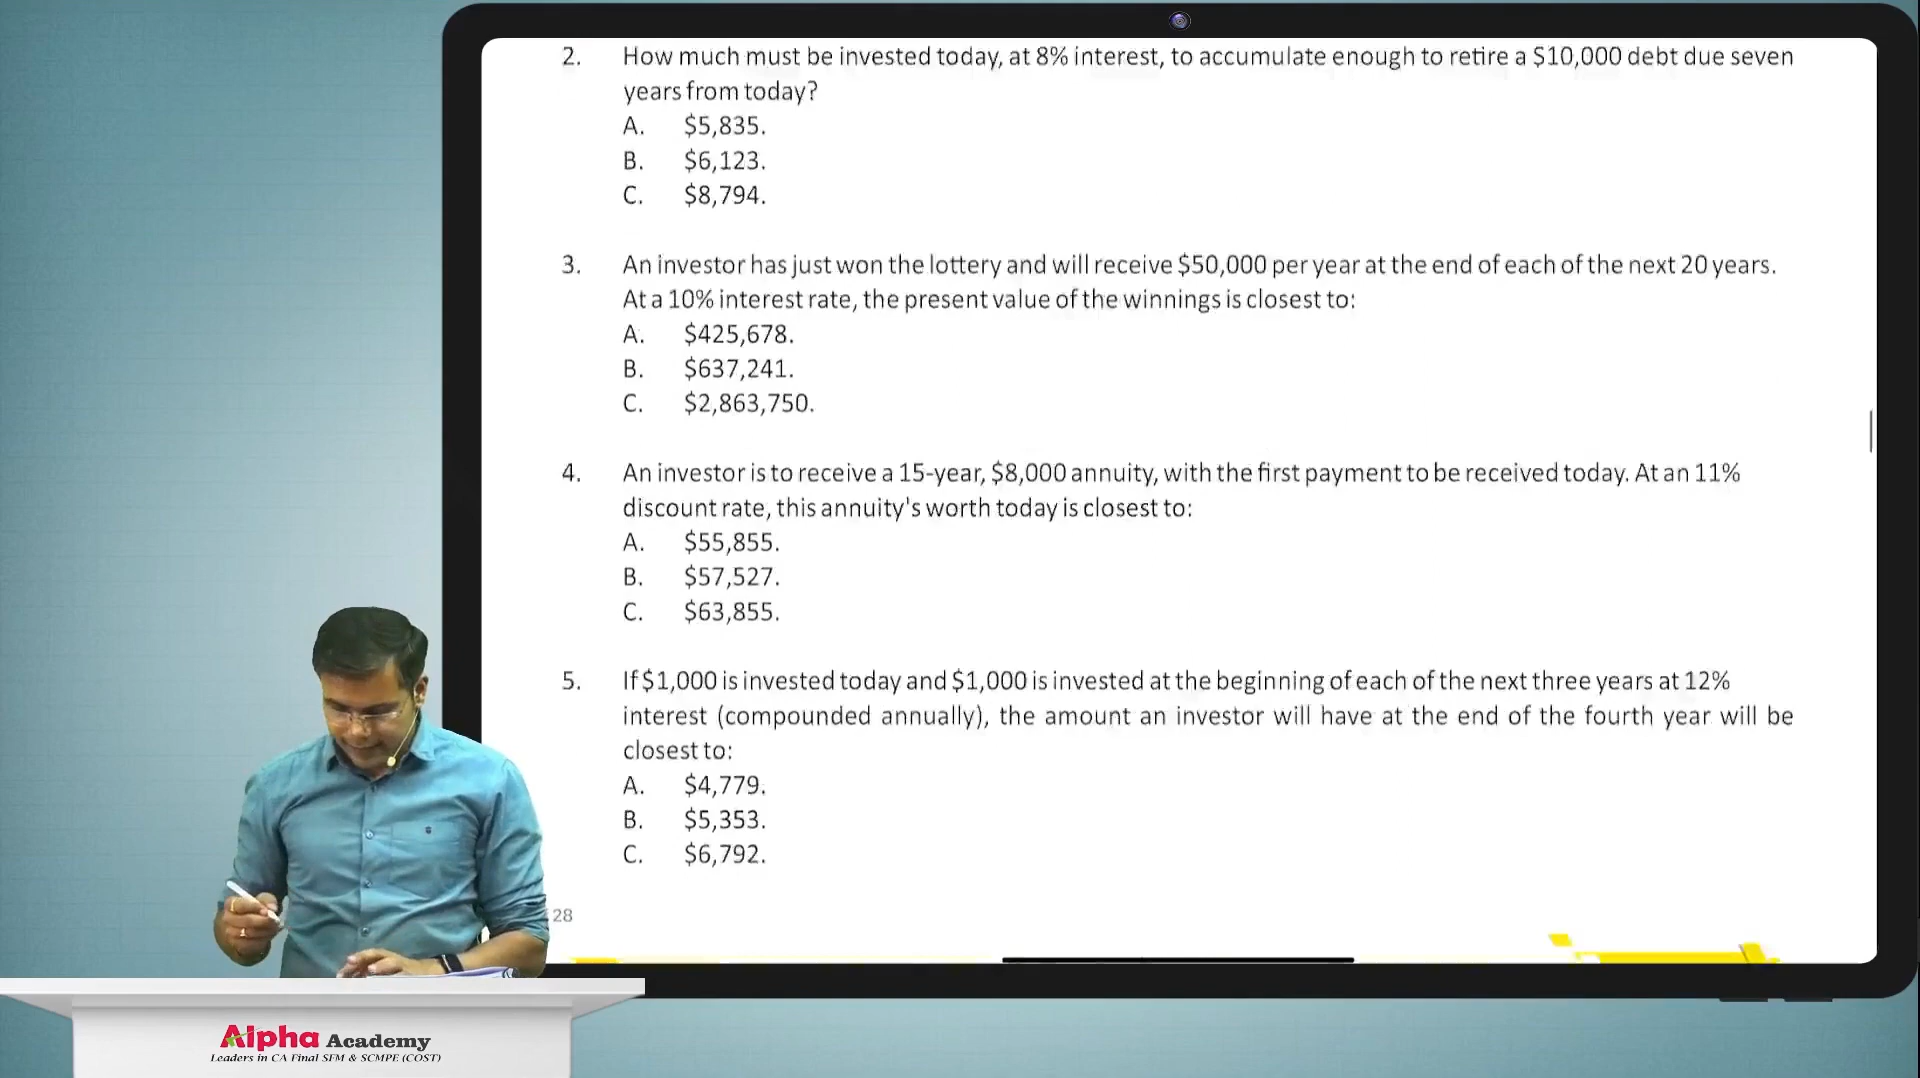 2. How much must be invested today, at 8% interest, to accumulate enough to retire a $10,000 debt due seven
years from today?
A. $5,835.
B. $6,123.
C. $8,794.
3. An investor has just won the lottery and will receive $50,000 per year at the end of each of the next 20 years.
At a 10% interest rate, the present value of the winnings is closest to:
A. $425,678.
B. $637,241.
C. $2,863,750.
4. An investor is to receive a 15-year, $8,000 annuity, with the first payment to be received today. At an 11%
discount rate, this annuity's worth today is closest to:
A. $55,855.
B. $57,527.
C. $63,855.
5. If $1,000 is invested today and $1,000 is invested at the beginning of each of the next three years at 12%
interest (compounded annually), the amount an investor will have at the end of the fourth year will be
closest to:
A. $4,779.
B. $5,353.
C. $6,792.
28
Alpha Academy
Leaders in CA Final SFM & SCMPE (COST)